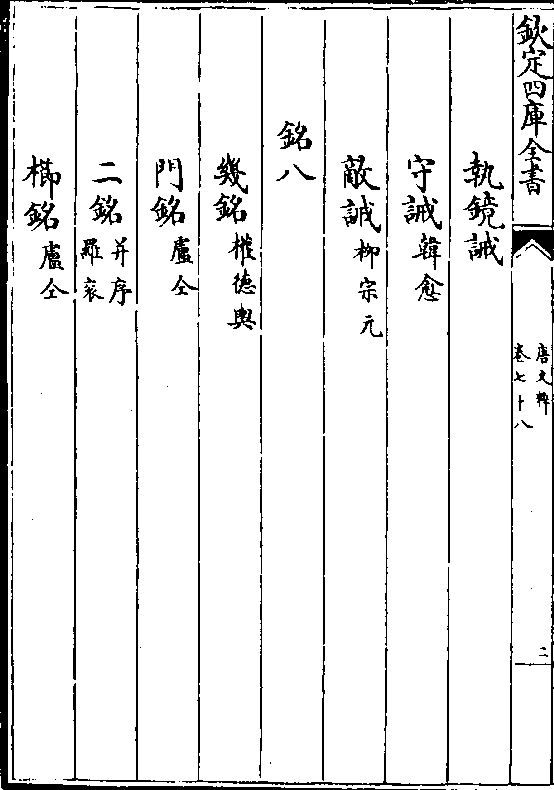 欽定四庫全書
唐文粹
卷七十八
二
執鏡誡
守誡 韓愈
敵誡 柳宗元
銘八
幾銘 權德輿
門銘 盧仝
二銘 并序 羅衮
櫛銘 盧仝